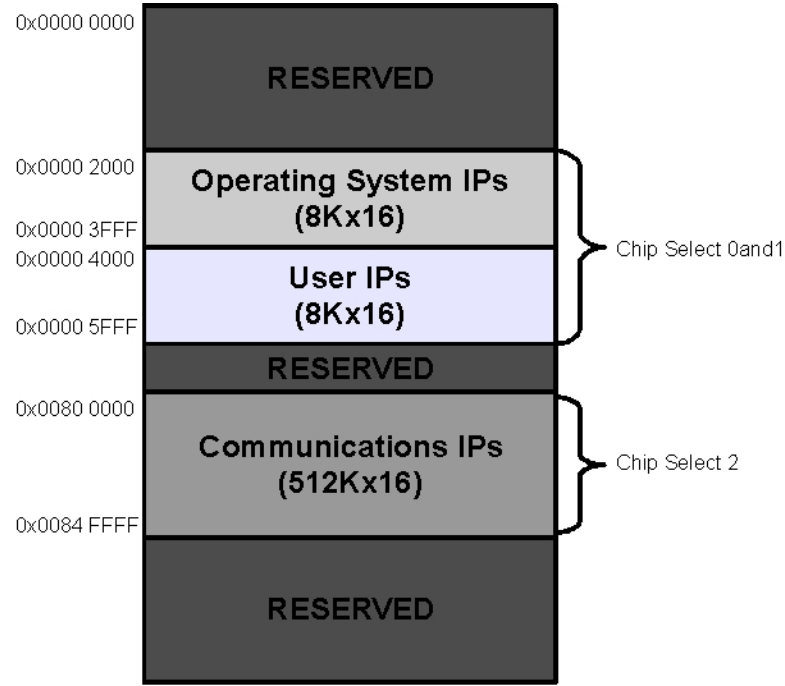 0x0000 0000
RESERVED
0x0000 2000
Operating System IPs
(8Kx16)
0x0000 3FFF
0x0000 4000
Chip Select 0and1
User IPs
(8Kx16)
0x0000 5FFF
RESERVED
0x0080 0000
Communications IPs
(512Kx16)
Chip Select 2
0x0084 FFFF
RESERVED